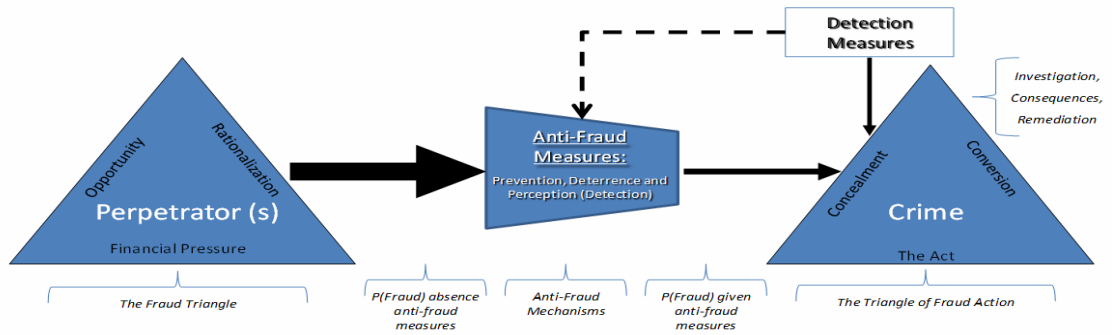 Detection
Measures
Investigation,
Consequences,
Remediation
Opportunity
Rationalization
Perpetrator (s)
Financial Pressure
Anti-Fraud
Measures:
Prevention, Deterrence and
Perception (Detection)
Concealment
Conversion
Crime
The Act
The Fraud Triangle
P(Fraud) absence
anti-fraud
measures
Anti-Fraud
Mechanisms
P(Fraud) given
anti-fraud
measures
The Triangle of Fraud Action